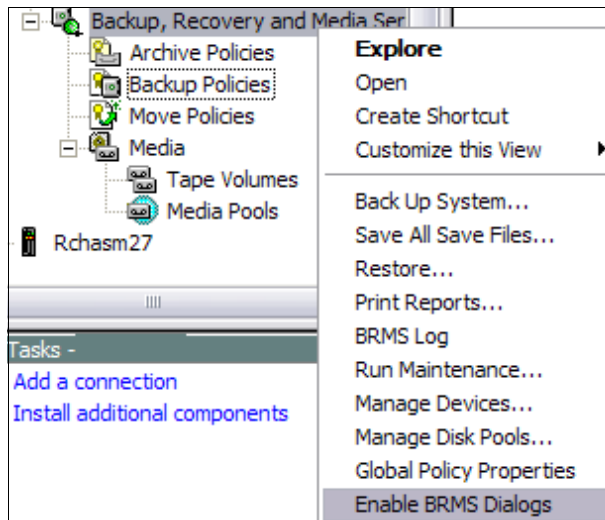 Backup, Recovery and Media Ser
Archive Policies
Backup Policies
Move Policies
Media
Tape Volumes
Media Pools
Rchasm27
Tasks -
Add a connection
Install additional components
Explore
Open
Create Shortcut
Customize this View
Back Up System...
Save All Save Files...
Restore...
Print Reports...
BRMS Log
Run Maintenance...
Manage Devices...
Manage Disk Pools...
Global Policy Properties
Enable BRMS Dialogs